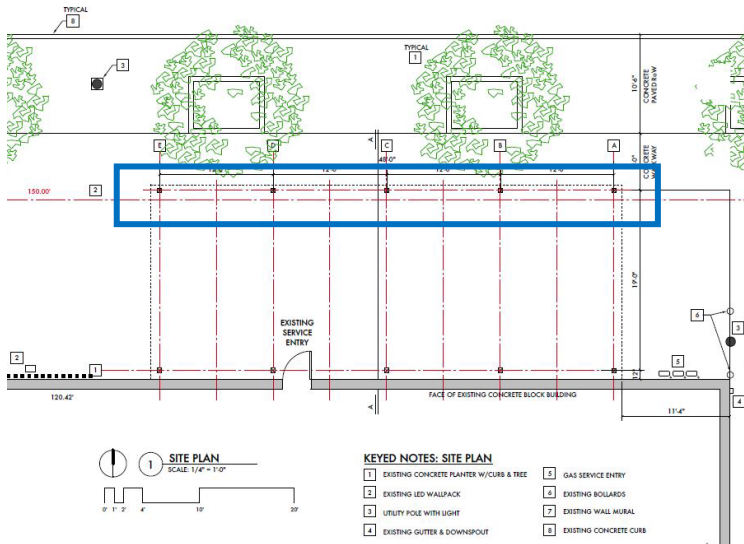 TYPICAL
8
TYPICAL
1
3
10'6"
CONCRETE
PAVED RoW
E
D
C
B
A
A
48'0"
CONCRETE
12'0"
12'0"
12'0"
2
150.00'
19'-0"
EXISTING
SERVICE
ENTRY
6
3
2
5
1
12"
4
120.42'
A
FACE OF EXISTING CONCRETE BLOCK BUILDING
11'-4"
1
SITE PLAN
SCALE: 1/4" = 1'-0"
0' 1' 2' 4' 10' 20'
KEYED NOTES: SITE PLAN
1 EXISTING CONCRETE PLANTER W/CURB & TREE
2 EXISTING LED WALLPACK
3 UTILITY POLE WITH LIGHT
4 EXISTING GUTTER & DOWNSPOUT
5 GAS SERVICE ENTRY
6 EXISTING BOLLARDS
7 EXISTING WALL MURAL
8 EXISTING CONCRETE CURB